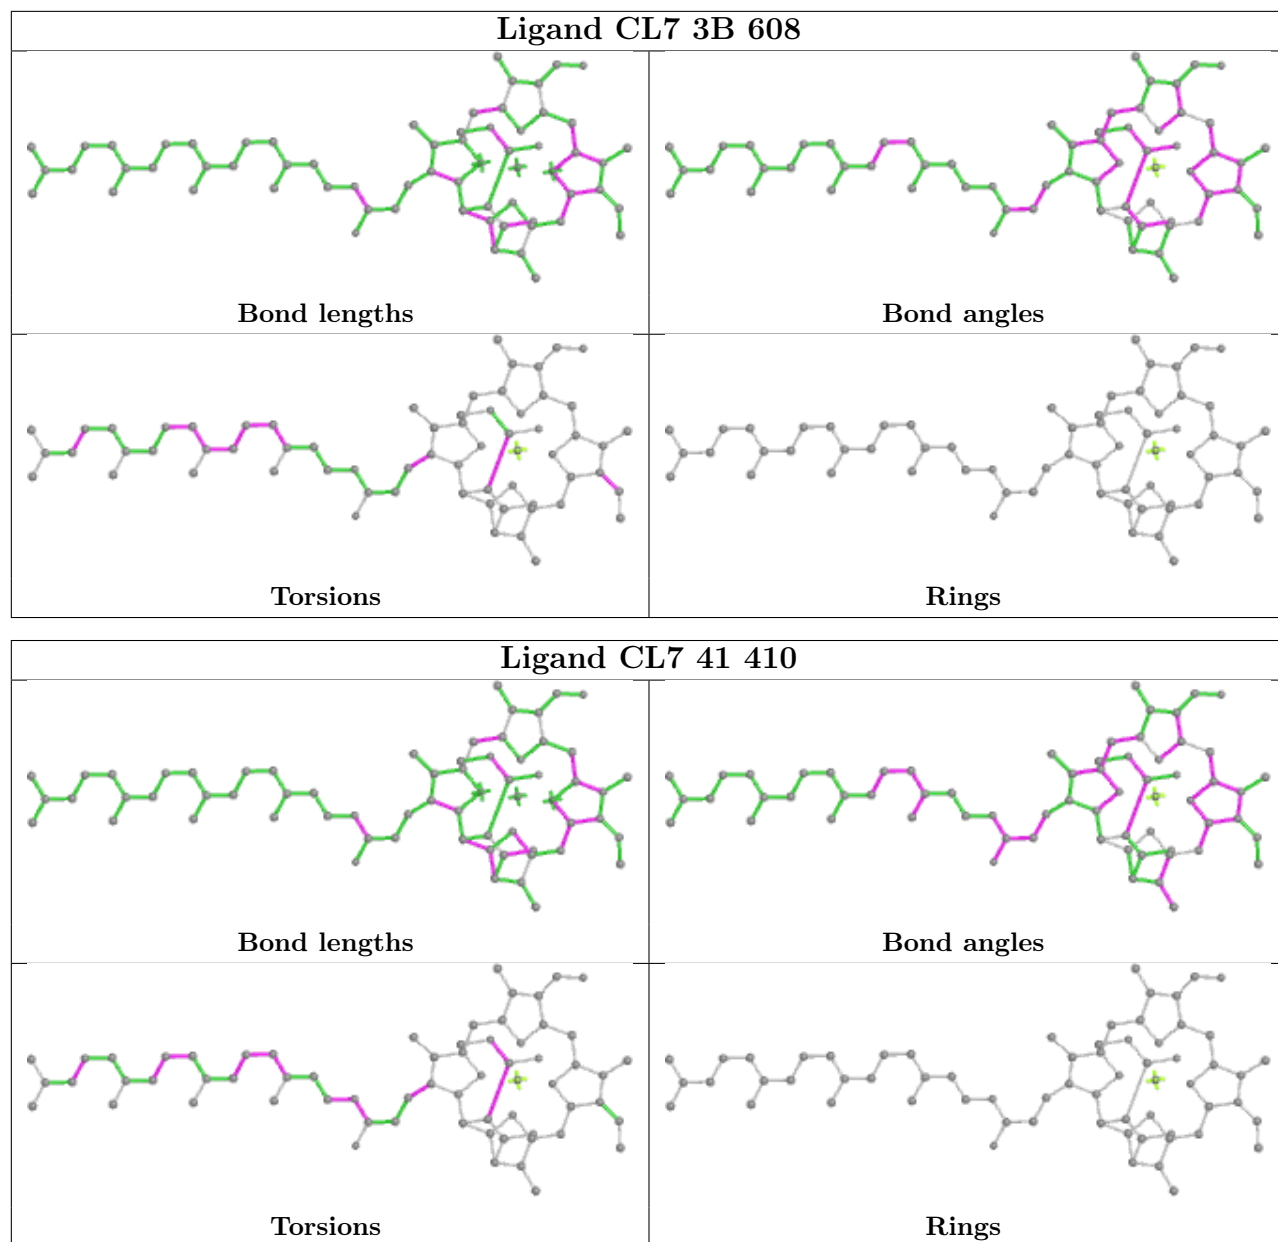 Ligand CL7 3B 608
Bond lengths
Bond angles
Torsions
Rings
Ligand CL7 41 410
Bond lengths
Bond angles
Torsions
Rings